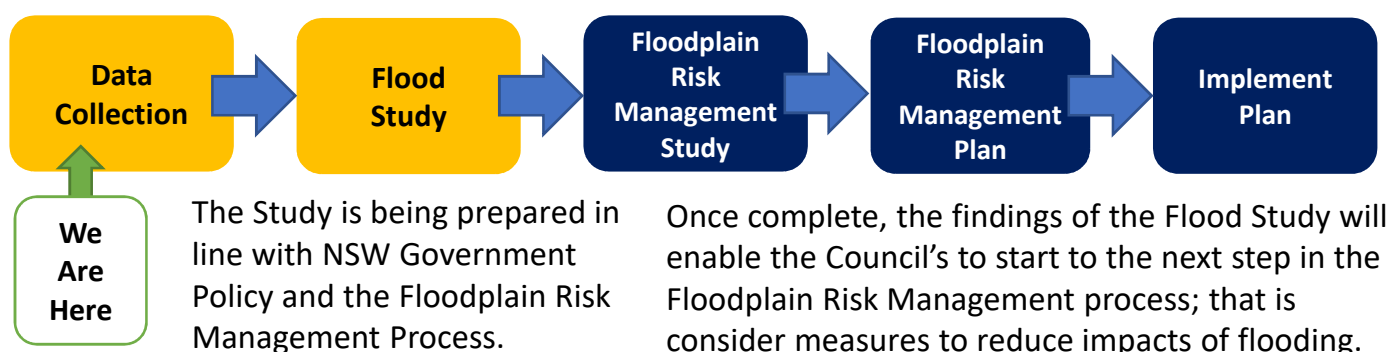 Data
Collection
Flood
Study
Floodplain
Risk
Management
Study
Floodplain
Risk
Management
Plan
Implement
Plan
We
Are
Here
The Study is being prepared in
line with NSW Government
Policy and the Floodplain Risk
Management Process.
Once complete, the findings of the Flood Study will
enable the Council’s to start to the next step in the
Floodplain Risk Management process; that is
consider measures to reduce impacts of flooding.